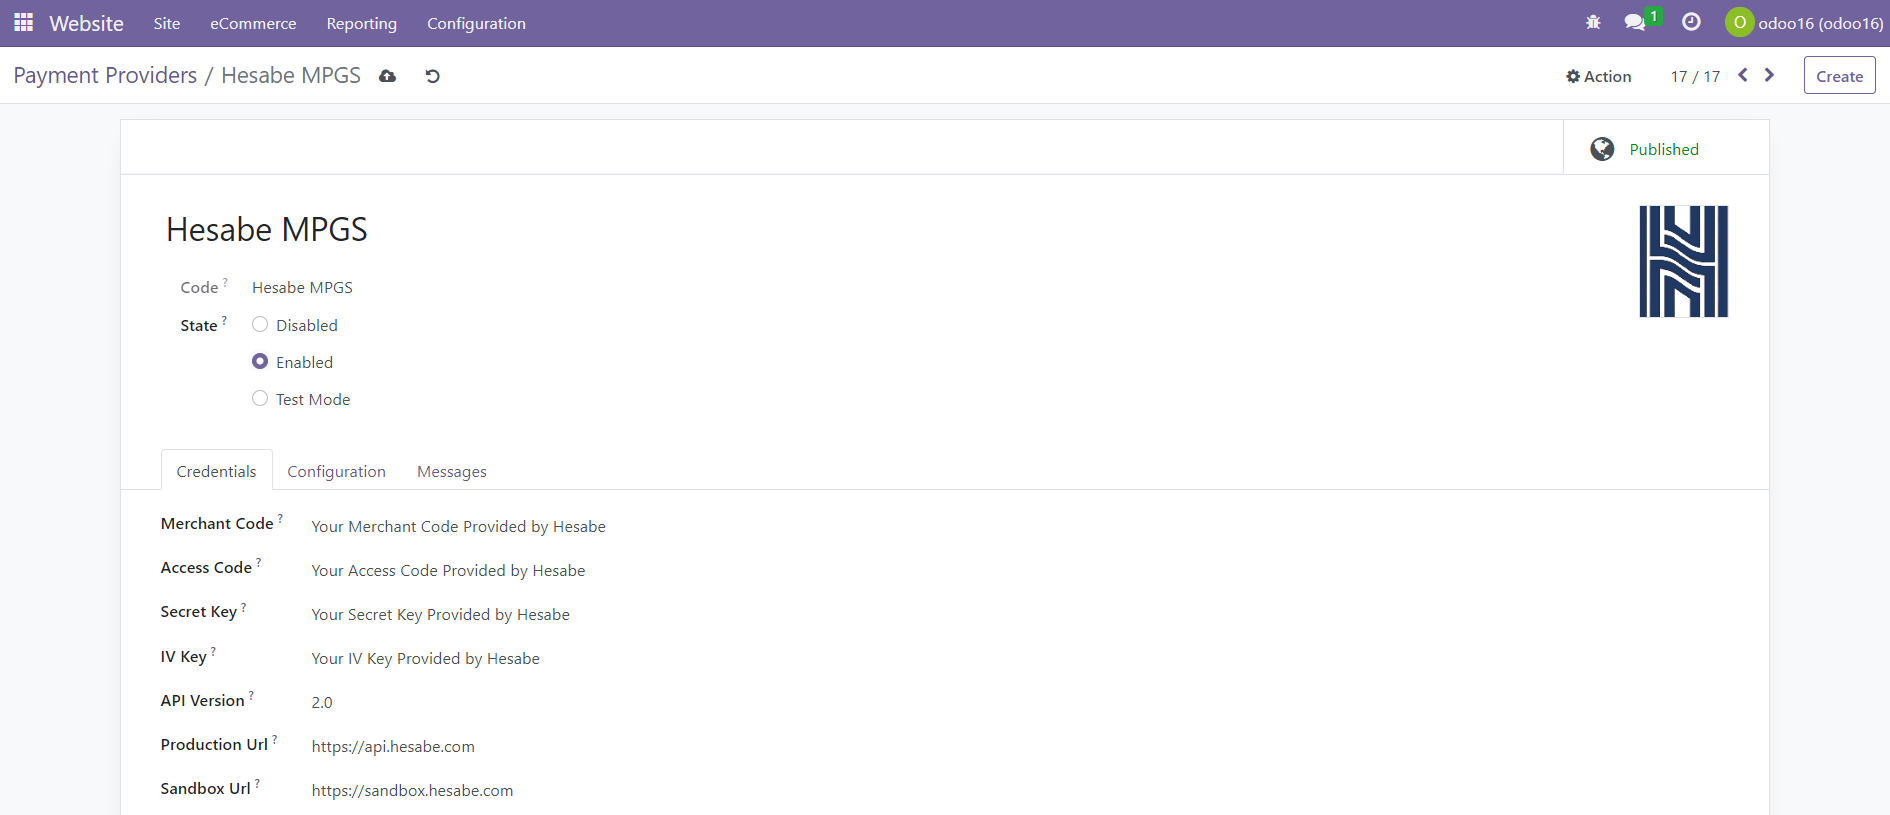 Website Site eCommerce Reporting Configuration 1 O odoo16 (odoo16)
Payment Providers / Hesabe MPGS Action 17 / 17 Create
Published
Hesabe MPGS
Code ? Hesabe MPGS
State ? Disabled
Enabled
Test Mode
Credentials Configuration Messages
Merchant Code ? Your Merchant Code Provided by Hesabe
Access Code ? Your Access Code Provided by Hesabe
Secret Key ? Your Secret Key Provided by Hesabe
IV Key ? Your IV Key Provided by Hesabe
API Version ? 2.0
Production Url ? https://api.hesabe.com
Sandbox Url ? https://sandbox.hesabe.com